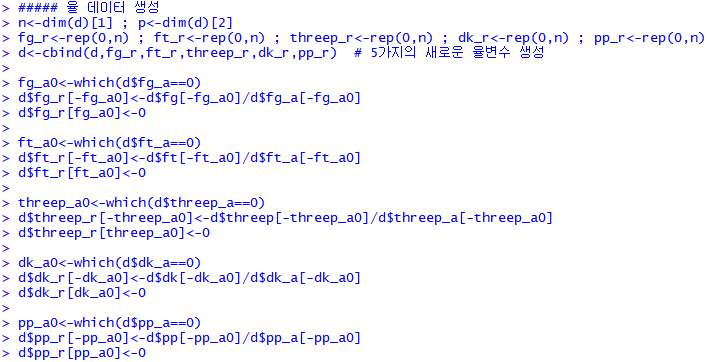 > ##### 율 데이터 생성
> n<-dim(d)[1] ; p<-dim(d)[2]
> fg_r<-rep(0,n) ; ft_r<-rep(0,n) ; threep_r<-rep(0,n) ; dk_r<-rep(0,n) ; pp_r<-rep(0,n)
> d<-cbind(d,fg_r,ft_r,threep_r,dk_r,pp_r)  # 5가지의 새로운 율변수 생성
>
> fg_a0<-which(d$fg_a==0)
> d$fg_r[-fg_a0]<-d$fg[-fg_a0]/d$fg_a[-fg_a0]
> d$fg_r[fg_a0]<-0
>
> ft_a0<-which(d$ft_a==0)
> d$ft_r[-ft_a0]<-d$ft[-ft_a0]/d$ft_a[-ft_a0]
> d$ft_r[ft_a0]<-0
>
> threep_a0<-which(d$threep_a==0)
> d$threep_r[-threep_a0]<-d$threep[-threep_a0]/d$threep_a[-threep_a0]
> d$threep_r[threep_a0]<-0
>
> dk_a0<-which(d$dk_a==0)
> d$dk_r[-dk_a0]<-d$dk[-dk_a0]/d$dk_a[-dk_a0]
> d$dk_r[dk_a0]<-0
>
> pp_a0<-which(d$pp_a==0)
> d$pp_r[-pp_a0]<-d$pp[-pp_a0]/d$pp_a[-pp_a0]
> d$pp_r[pp_a0]<-0